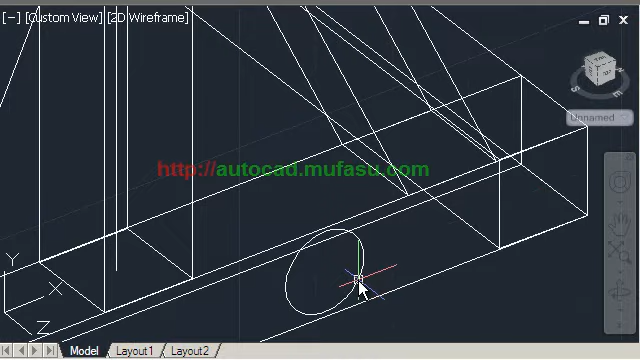 [−] [Custom View] [2D Wireframe]
Unnamed
http://autocad.mufasu.com
Y
X
Z
Model Layout1 Layout2